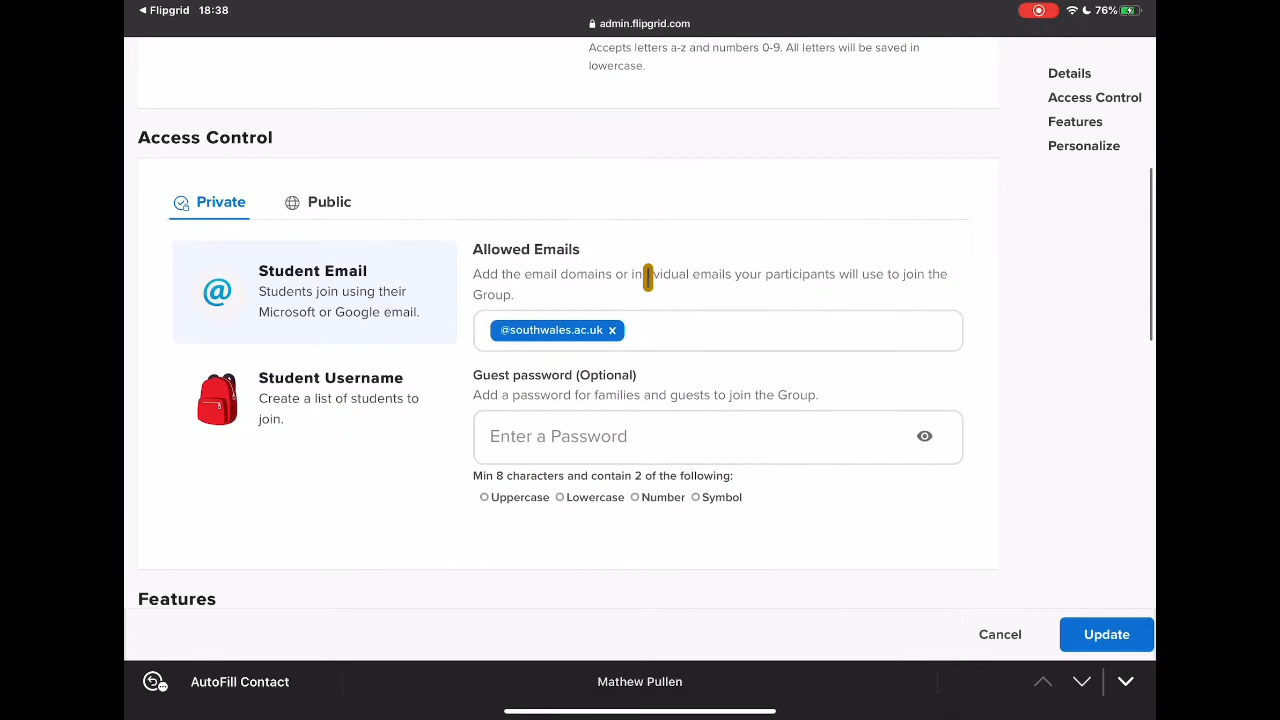 Flipgrid 18:38
admin.flipgrid.com
76%
Accepts letters a-z and numbers 0-9. All letters will be saved in
lowercase.
Details
Access Control
Features
Personalize
Access Control
Private
Public
Student Email
Students join using their
Microsoft or Google email.
Student Username
Create a list of students to
join.
Allowed Emails
Add the email domains or individual emails your participants will use to join the
Group.
@southwales.ac.uk ×
Guest password (Optional)
Add a password for families and guests to join the Group.
Enter a Password
Min 8 characters and contain 2 of the following:
Uppercase Lowercase Number Symbol
Features
Cancel
Update
AutoFill Contact
Mathew Pullen